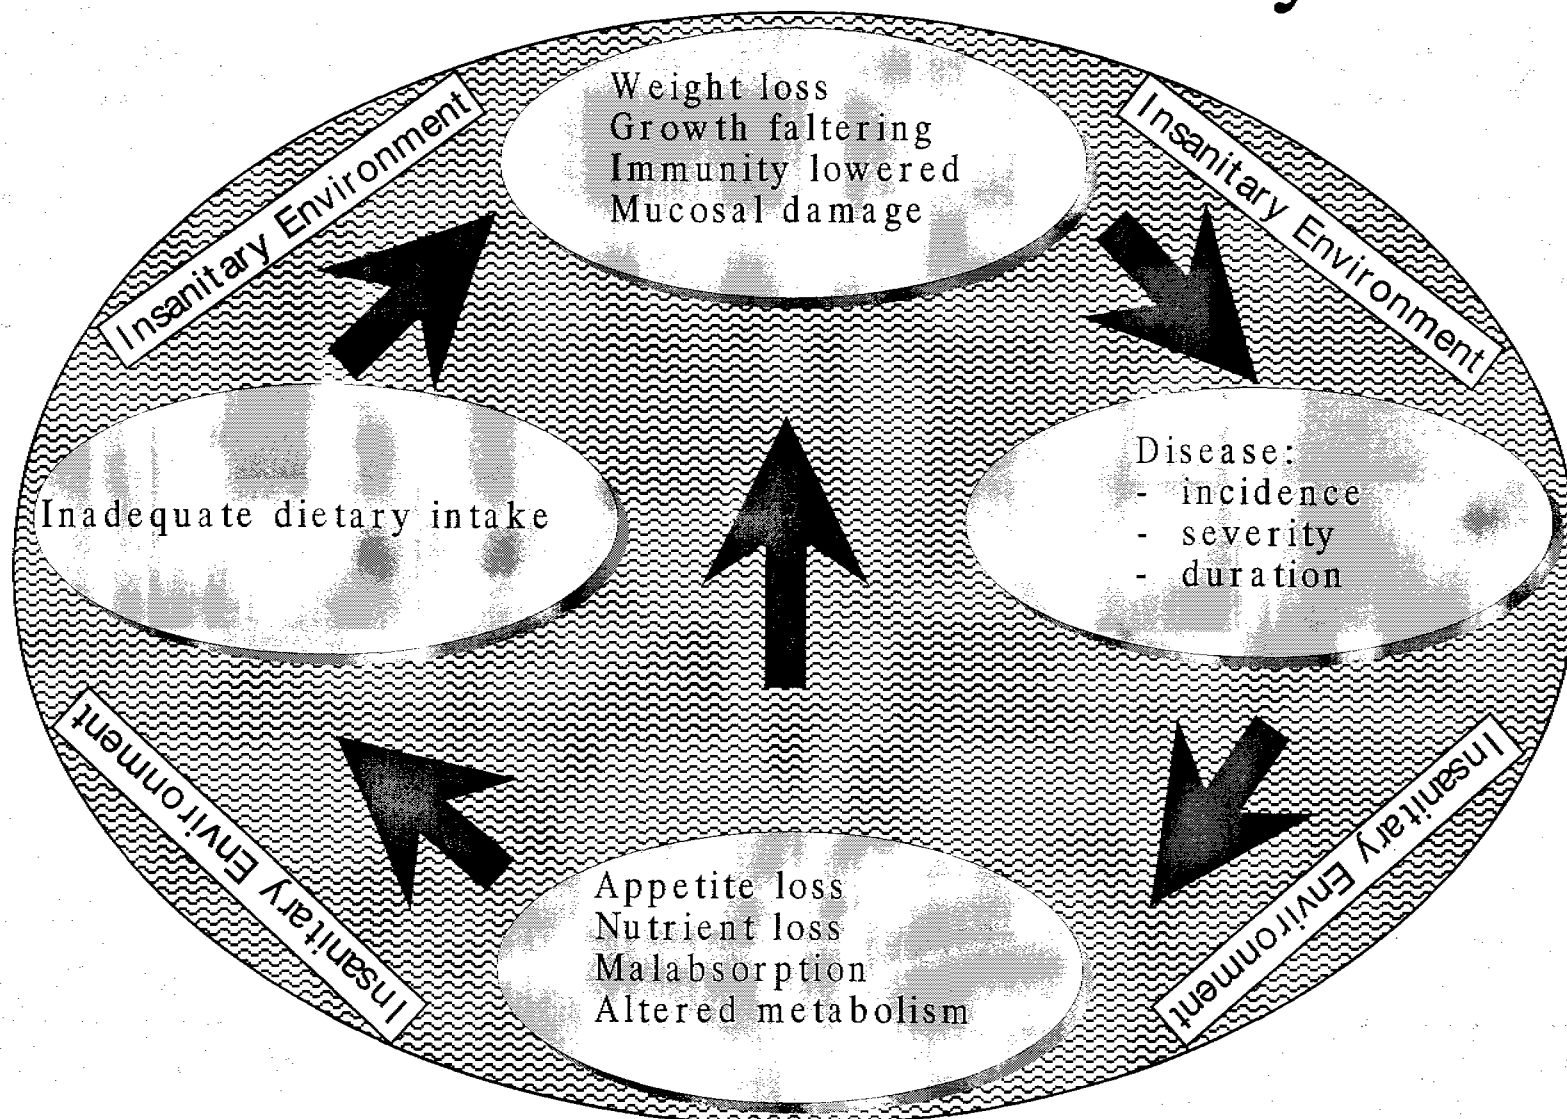 Weight loss
Growth faltering
Immunity lowered
Mucosal damage
Insanitary Environment
Insanitary Environment
Inadequate dietary intake
Disease:
- incidence
- severity
- duration
Insanitary Environment
Insanitary Environment
Appetite loss
Nutrient loss
Malabsorption
Altered metabolism